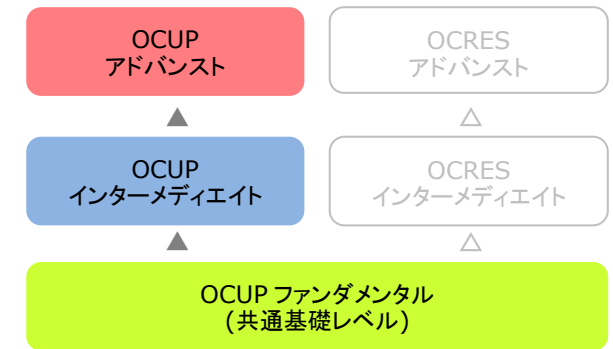 OCUP
アドバンスト
OCRES
アドバンスト
▲
△
OCUP
インターメディエイト
OCRES
インターメディエイト
▲
△
OCUP ファンダメンタル
(共通基礎レベル)